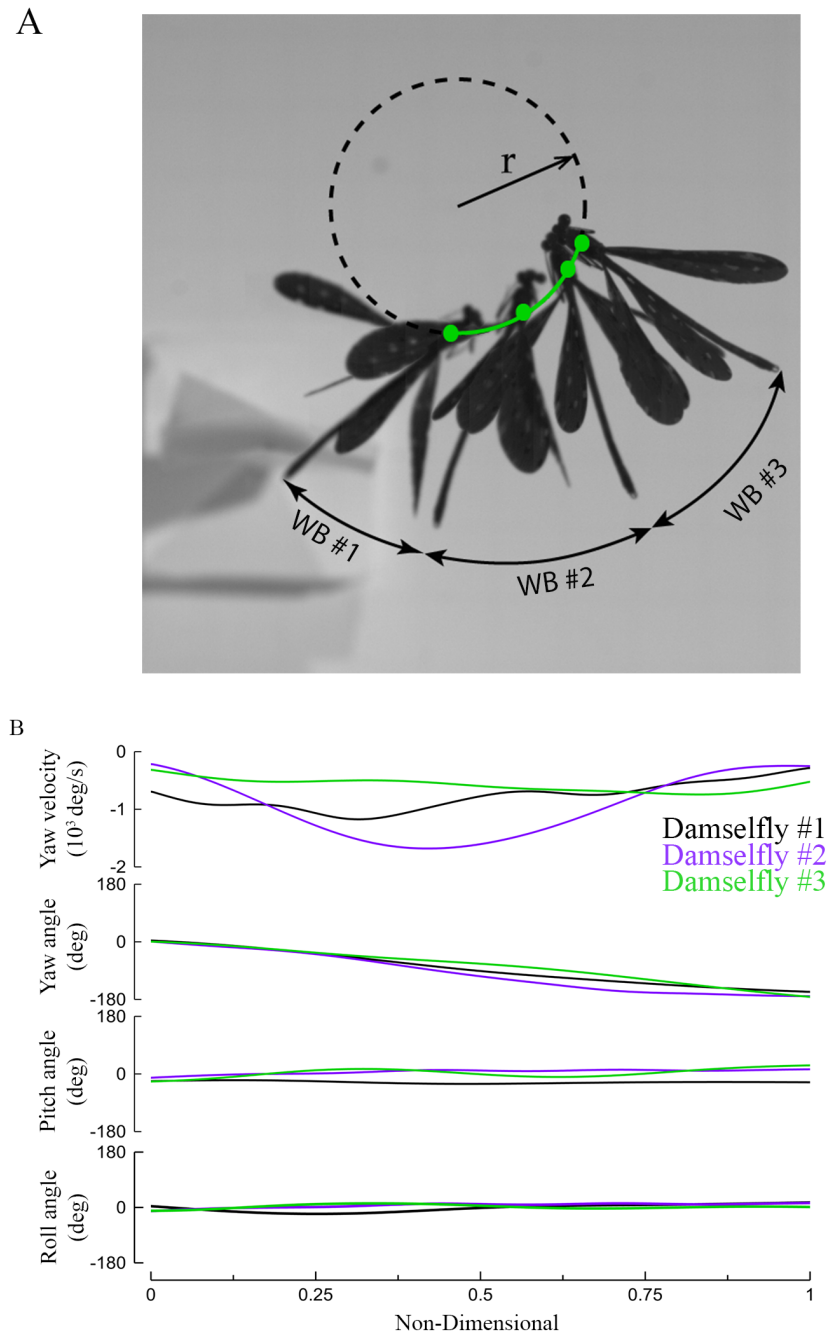 A
r
WB #1
WB #2
WB #3
B
Yaw velocity
(10³ deg/s)
0
-1
-2
Damselfly #1
Damselfly #2
Damselfly #3
Yaw angle
(deg)
180
0
-180
Pitch angle
(deg)
180
0
-180
Roll angle
(deg)
180
0
-180
0
0.25
0.5
0.75
1
Non-Dimensional